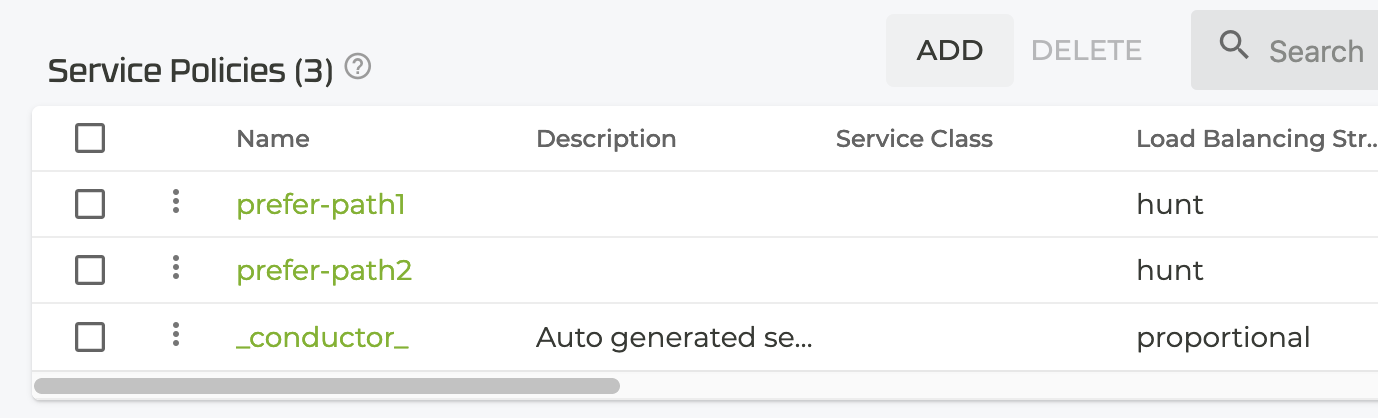 ADD DELETE Search
Service Policies (3) ?
Name Description Service Class Load Balancing Str...
prefer-path1 hunt
prefer-path2 hunt
_conductor_ Auto generated se... proportional